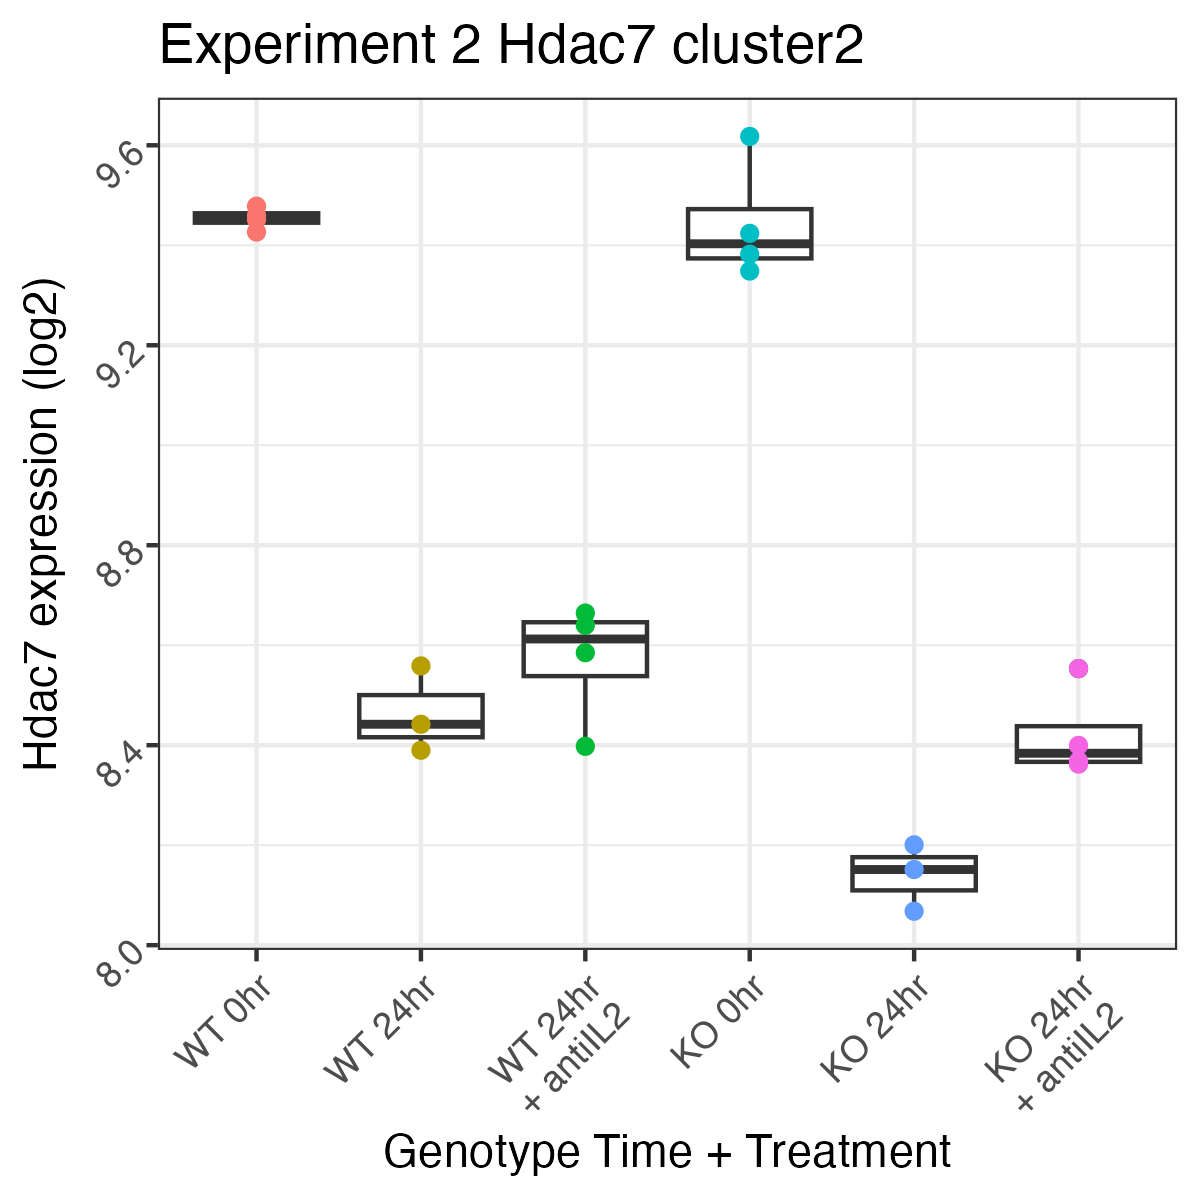 Experiment 2 Hdac7 cluster2
Hdac7 expression (log2)
9.6
9.2
8.8
8.4
8.0
WT 0hr
WT 24hr
WT 24hr
+ antiIL2
KO 0hr
KO 24hr
KO 24hr
+ antiIL2
Genotype Time + Treatment